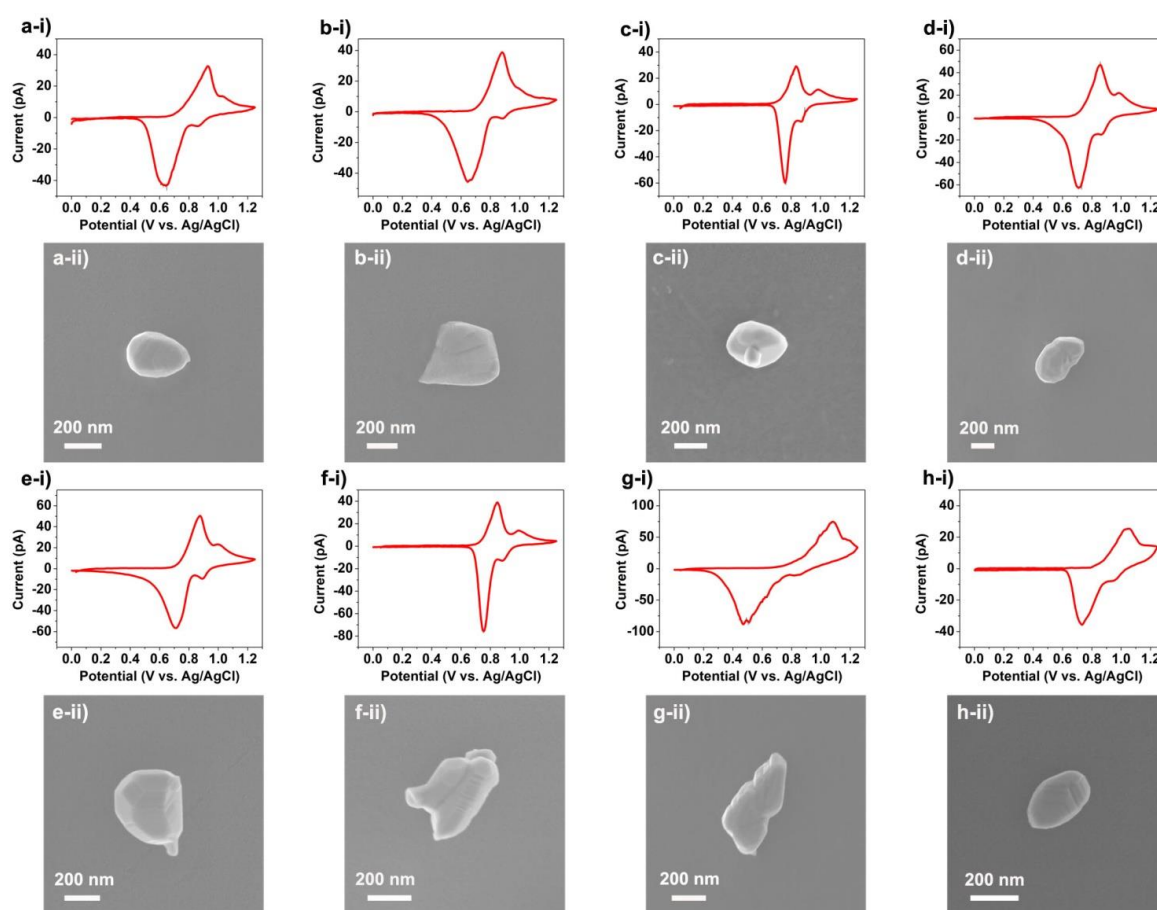 a-i)
40
20
0
-20
-40
Current (pA)
0.0 0.2 0.4 0.6 0.8 1.0 1.2
Potential (V vs. Ag/AgCl)
b-i)
40
20
0
-20
-40
Current (pA)
0.0 0.2 0.4 0.6 0.8 1.0 1.2
Potential (V vs. Ag/AgCl)
c-i)
40
20
0
-20
-40
-60
Current (pA)
0.0 0.2 0.4 0.6 0.8 1.0 1.2
Potential (V vs. Ag/AgCl)
d-i)
60
40
20
0
-20
-40
-60
Current (pA)
0.0 0.2 0.4 0.6 0.8 1.0 1.2
Potential (V vs. Ag/AgCl)
a-ii)
200 nm
b-ii)
200 nm
c-ii)
200 nm
d-ii)
200 nm
e-i)
60
40
20
0
-20
-40
-60
Current (pA)
0.0 0.2 0.4 0.6 0.8 1.0 1.2
Potential (V vs. Ag/AgCl)
f-i)
40
20
0
-20
-40
-60
-80
Current (pA)
0.0 0.2 0.4 0.6 0.8 1.0 1.2
Potential (V vs. Ag/AgCl)
g-i)
100
50
0
-50
-100
Current (pA)
0.0 0.2 0.4 0.6 0.8 1.0 1.2
Potential (V vs. Ag/AgCl)
h-i)
40
20
0
-20
-40
Current (pA)
0.0 0.2 0.4 0.6 0.8 1.0 1.2
Potential (V vs. Ag/AgCl)
e-ii)
200 nm
f-ii)
200 nm
g-ii)
200 nm
h-ii)
200 nm